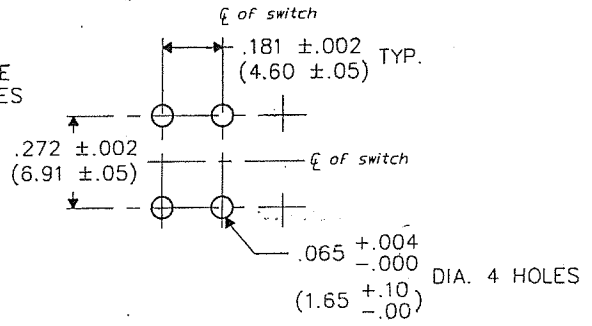 ℄ of switch
.181 ±.002 TYP.
(4.60 ±.05)
E
ES
.272 ±.002
(6.91 ±.05)
℄ of switch
.065 +.004 -.000 DIA. 4 HOLES
(1.65 +.10 -.00)